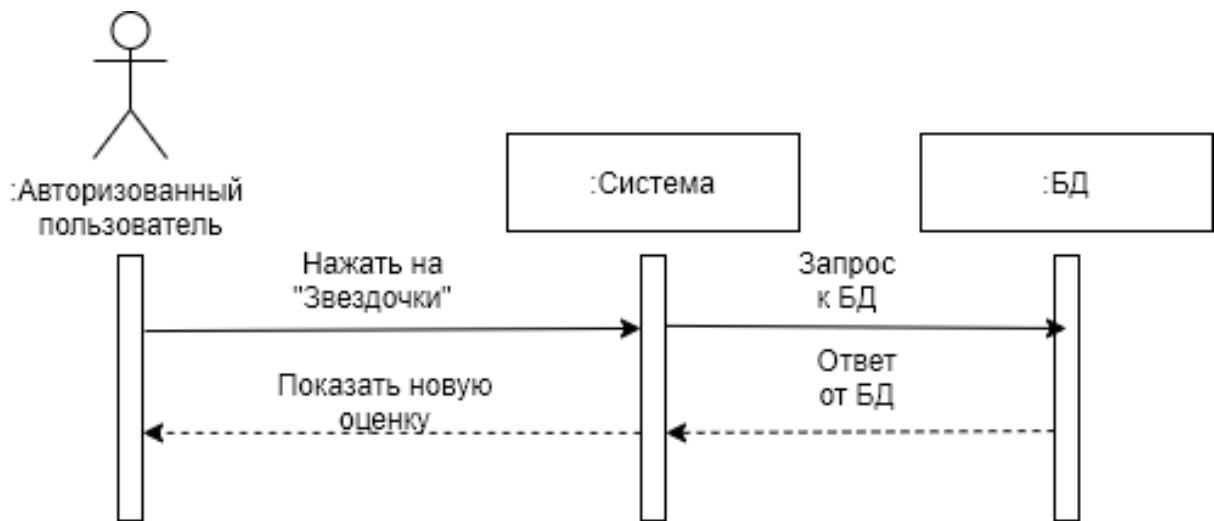 :Авторизованный
пользователь
:Система
:БД
Нажать на
"Звездочки"
Запрос
к БД
Показать новую
оценку
Ответ
от БД